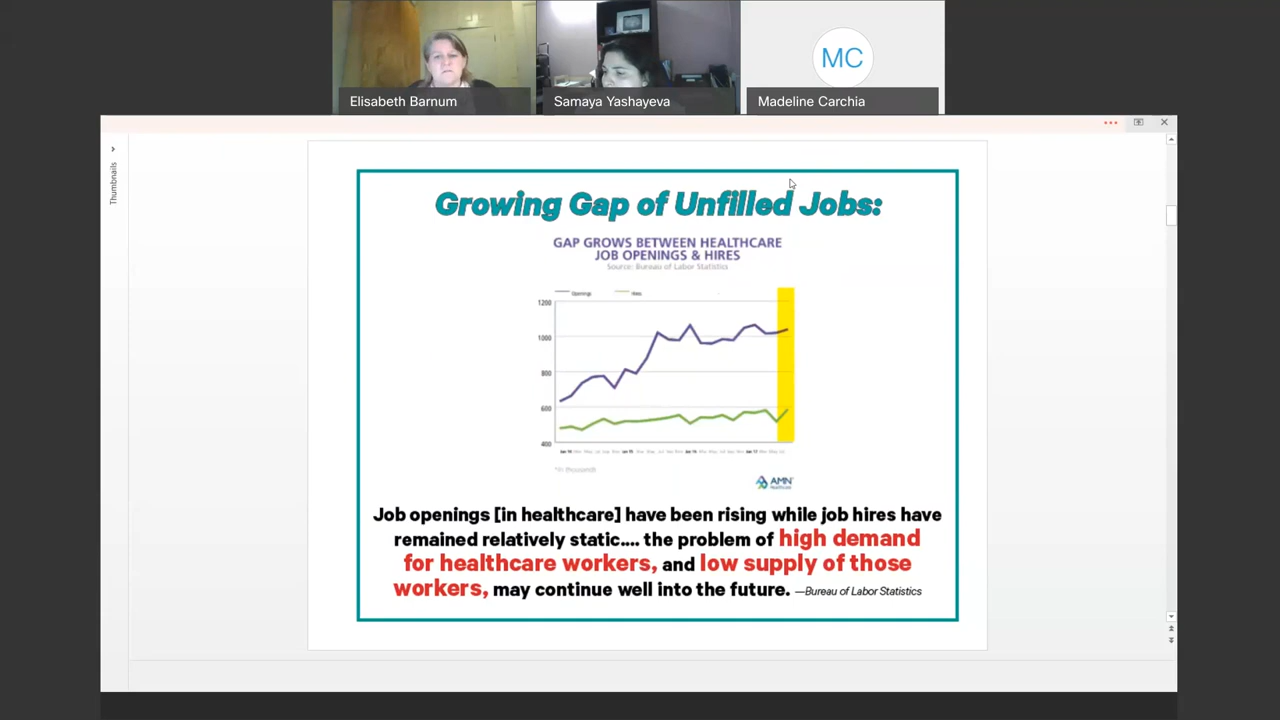 Elisabeth Barnum
Samaya Yashayeva
MC
Madeline Carchia
Thumbnails
Growing Gap of Unfilled Jobs:
GAP GROWS BETWEEN HEALTHCARE
JOB OPENINGS & HIRES
Source: Bureau of Labor Statistics
Openings
Hires
1200
1000
800
600
400
*in thousands
AMN
Healthcare
Job openings [in healthcare] have been rising while job hires have
remained relatively static.... the problem of high demand
for healthcare workers, and low supply of those
workers, may continue well into the future. —Bureau of Labor Statistics